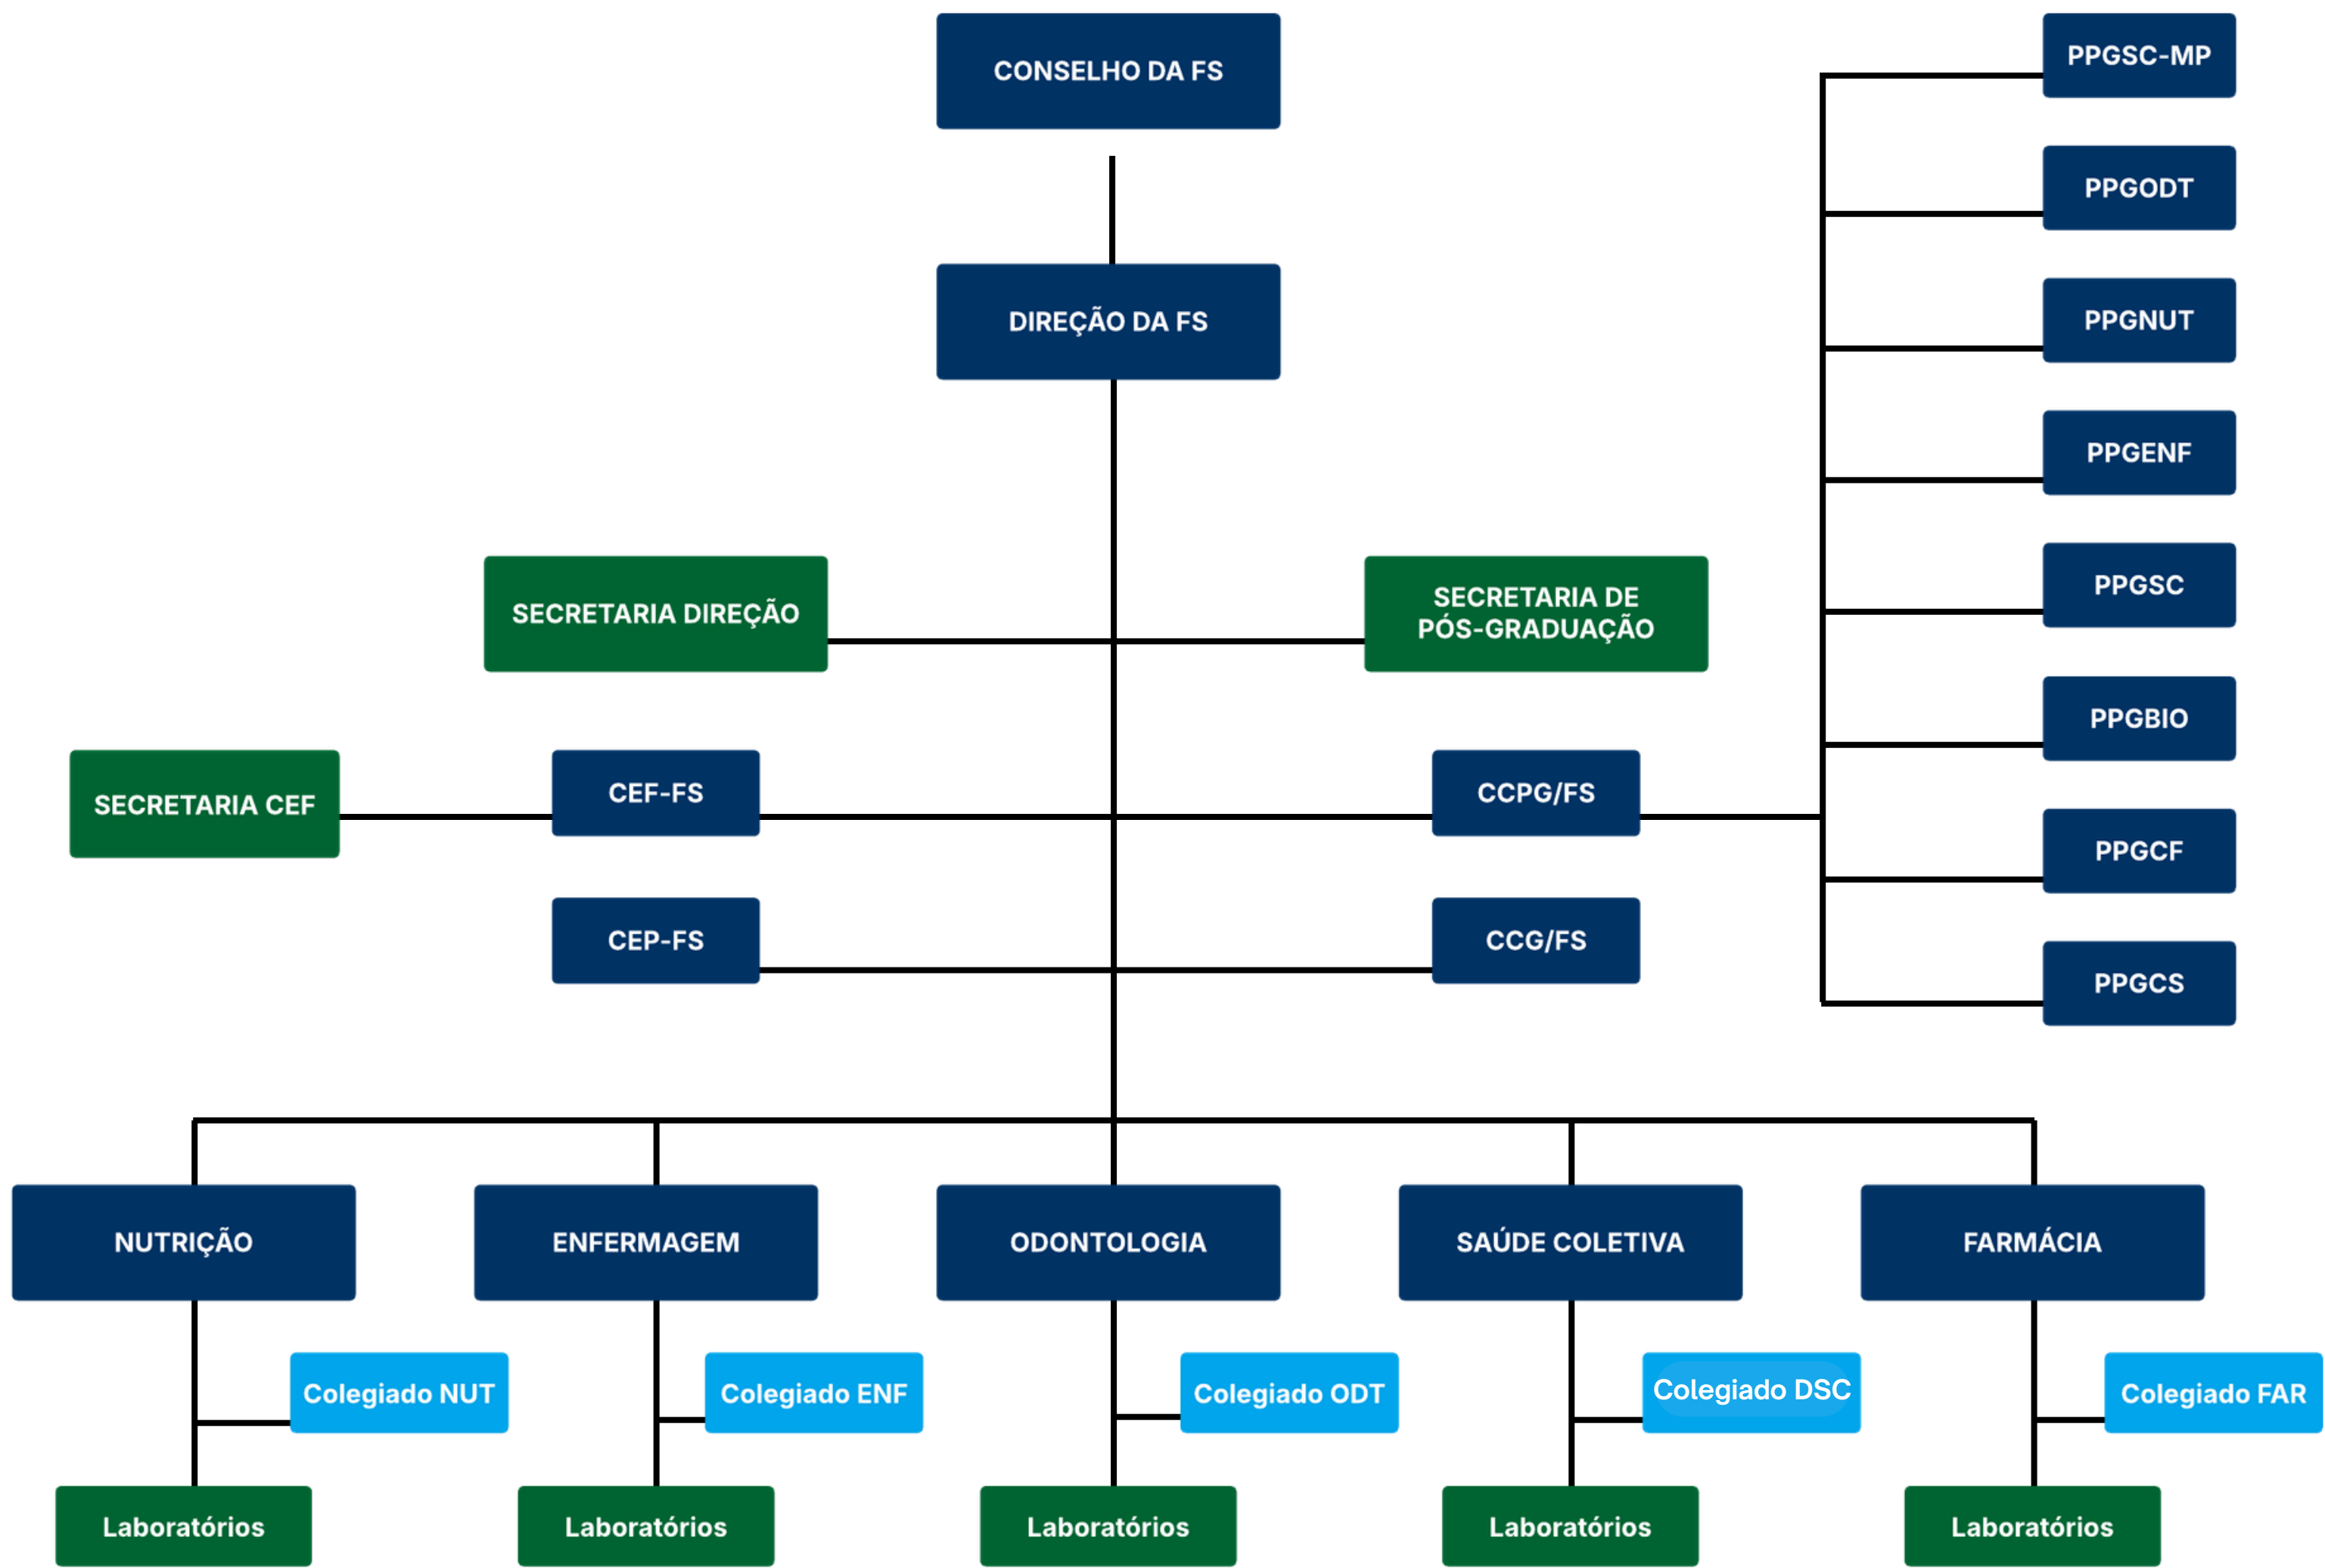 CONSELHO DA FS
DIREÇÃO DA FS
SECRETARIA DIREÇÃO
SECRETARIA DE
PÓS-GRADUAÇÃO
SECRETARIA CEF
CEF-FS
CCPG/FS
CEP-FS
CCG/FS
PPGSC-MP
PPGODT
PPGNUT
PPGENF
PPGSC
PPGBIO
PPGCF
PPGCS
NUTRIÇÃO
ENFERMAGEM
ODONTOLOGIA
SAÚDE COLETIVA
FARMÁCIA
Colegiado NUT
Colegiado ENF
Colegiado ODT
Colegiado DSC
Colegiado FAR
Laboratórios
Laboratórios
Laboratórios
Laboratórios
Laboratórios